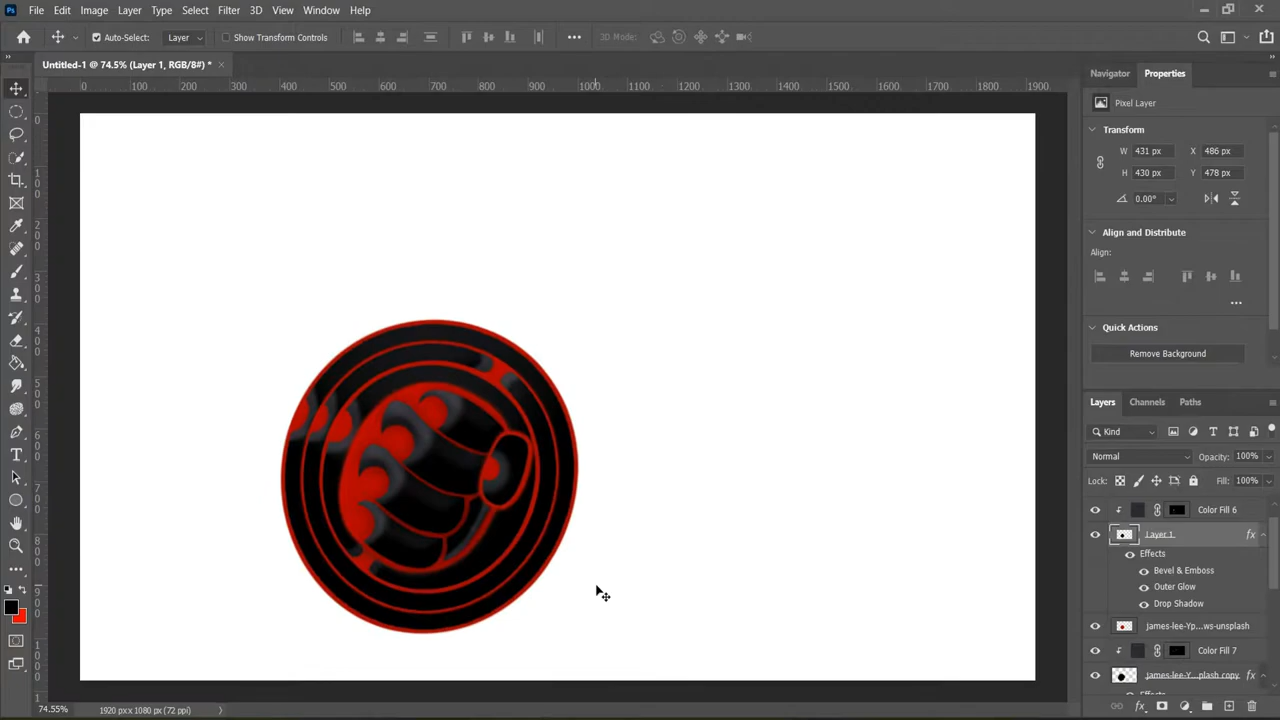 Ps File Edit Image Layer Type Select Filter 3D View Window Help
Auto-Select: Layer Show Transform Controls 3D Mode:
Untitled-1 @ 74.5% (Layer 1, RGB/8#) *
0 100 200 300 400 500 600 700 800 900 1000 1100 1200 1300 1400 1500 1600 1700 1800 1900
Navigator Properties
Pixel Layer
Transform
W 431 px X 486 px
H 430 px Y 478 px
0.00°
Align and Distribute
Align:
Quick Actions
Remove Background
Layers Channels Paths
Kind
Normal Opacity: 100%
Lock: Fill: 100%
Color Fill 6
Layer 1 fx
Effects
Bevel & Emboss
Outer Glow
Drop Shadow
james-lee-Yp...ws-unsplash
Color Fill 7
james-lee-Y...plash copy fx
74.55% 1920 px x 1080 px (72 ppi)